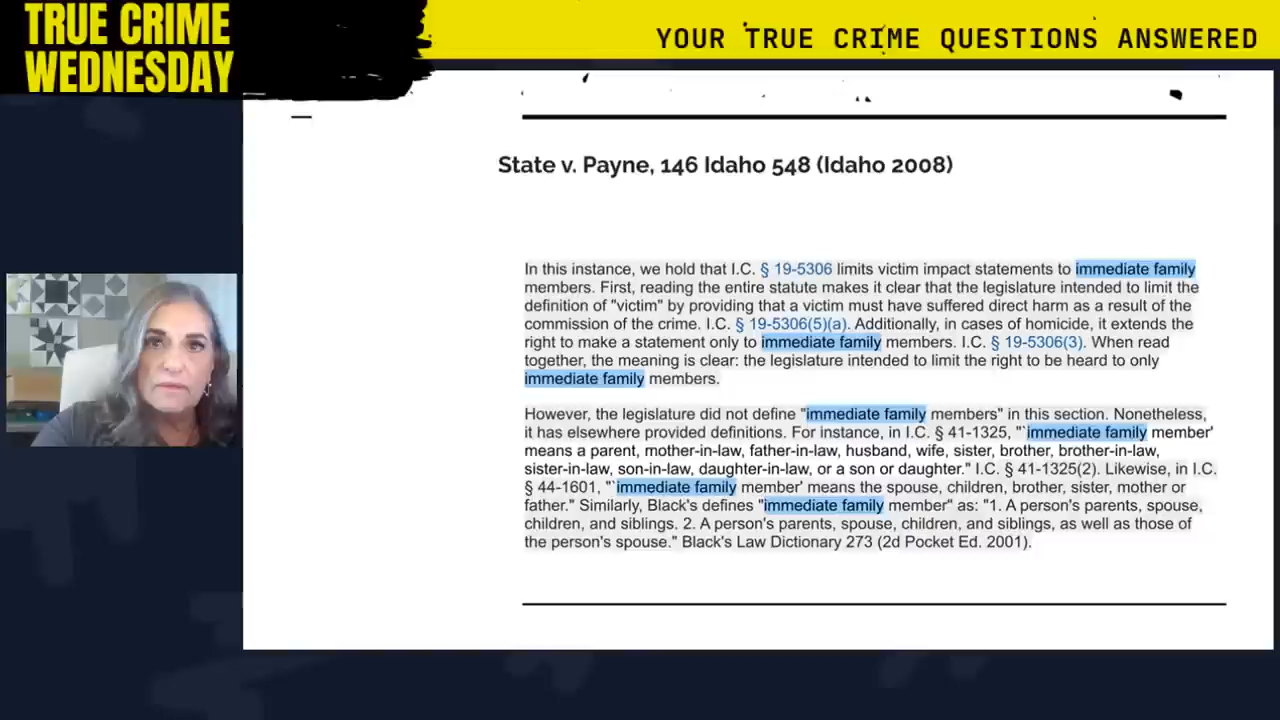 TRUE CRIME
WEDNESDAY
YOUR TRUE CRIME QUESTIONS ANSWERED
State v. Payne, 146 Idaho 548 (Idaho 2008)
In this instance, we hold that I.C. § 19-5306 limits victim impact statements to immediate family
members. First, reading the entire statute makes it clear that the legislature intended to limit the
definition of "victim" by providing that a victim must have suffered direct harm as a result of the
commission of the crime. I.C. § 19-5306(5)(a). Additionally, in cases of homicide, it extends the
right to make a statement only to immediate family members. I.C. § 19-5306(3). When read
together, the meaning is clear: the legislature intended to limit the right to be heard to only
immediate family members.
However, the legislature did not define "immediate family members" in this section. Nonetheless,
it has elsewhere provided definitions. For instance, in I.C. § 41-1325, "`immediate family member'
means a parent, mother-in-law, father-in-law, husband, wife, sister, brother, brother-in-law,
sister-in-law, son-in-law, daughter-in-law, or a son or daughter." I.C. § 41-1325(2). Likewise, in I.C.
§ 44-1601, "`immediate family member' means the spouse, children, brother, sister, mother or
father." Similarly, Black's defines "immediate family member" as: "1. A person's parents, spouse,
children, and siblings. 2. A person's parents, spouse, children, and siblings, as well as those of
the person's spouse." Black's Law Dictionary 273 (2d Pocket Ed. 2001).